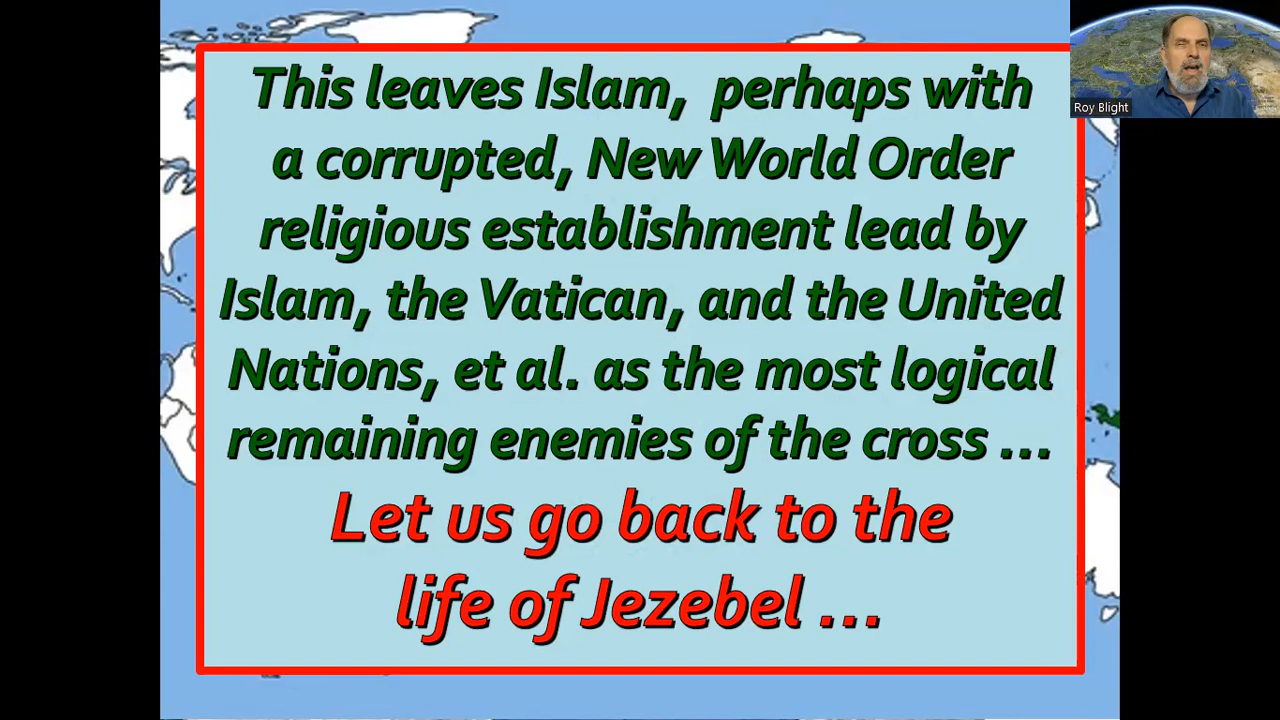 This leaves Islam, perhaps with
a corrupted, New World Order
religious establishment lead by
Islam, the Vatican, and the United
Nations, et al. as the most logical
remaining enemies of the cross ...
Let us go back to the
life of Jezebel ...
Roy Blight